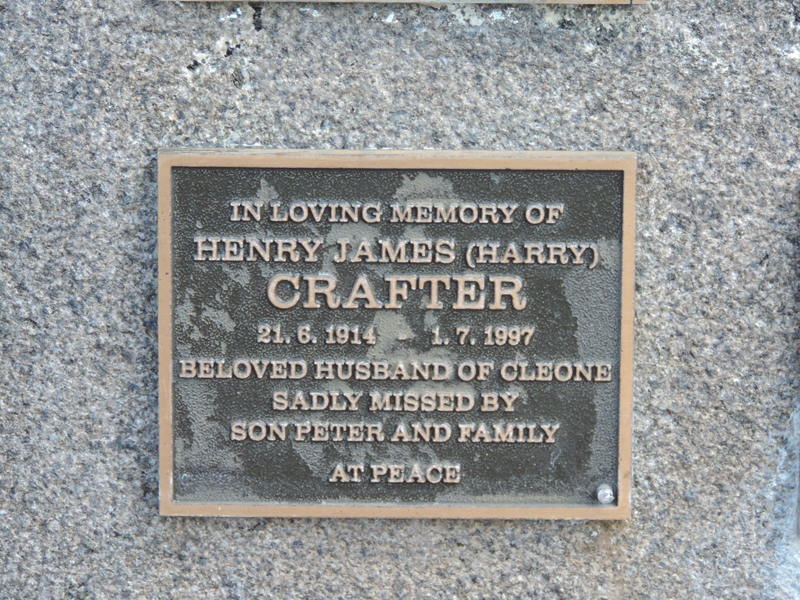 IN LOVING MEMORY OF
HENRY JAMES (HARRY)
CRAFTER
21. 6. 1914 - 1. 7. 1997
BELOVED HUSBAND OF CLEONE
SADLY MISSED BY
SON PETER AND FAMILY
AT PEACE